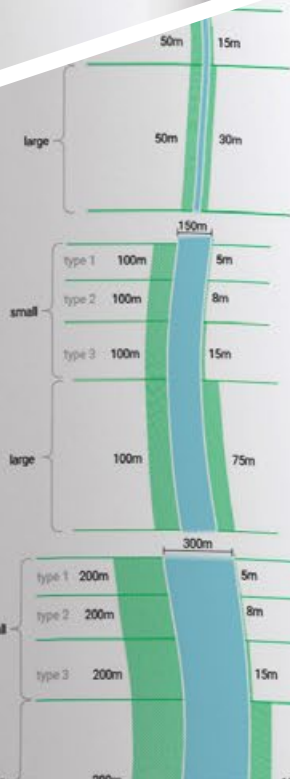 50m 15m
large 50m 30m
150m
type 1 100m 5m
type 2 100m 8m
small
type 3 100m 15m
large 100m 75m
300m
type 1 200m 5m
type 2 200m 8m
type 3 200m 15m